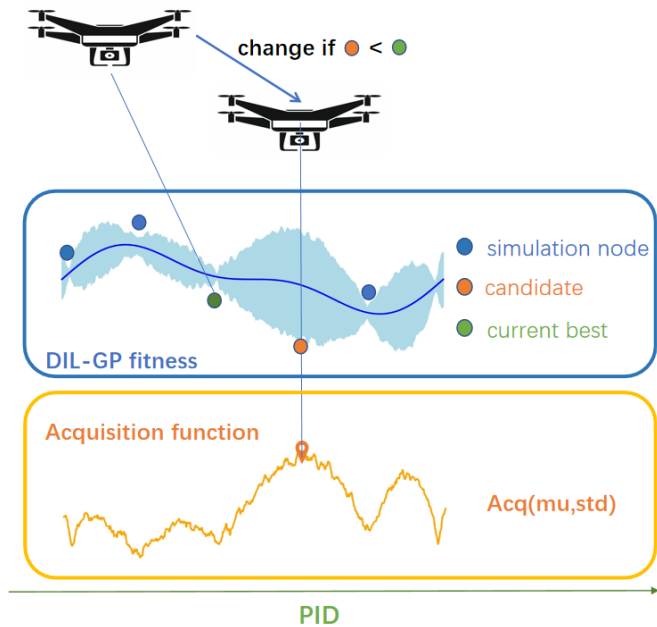 change if < 
simulation node
candidate
current best
DIL-GP fitness
Acquisition function
Acq(mu,std)
PID